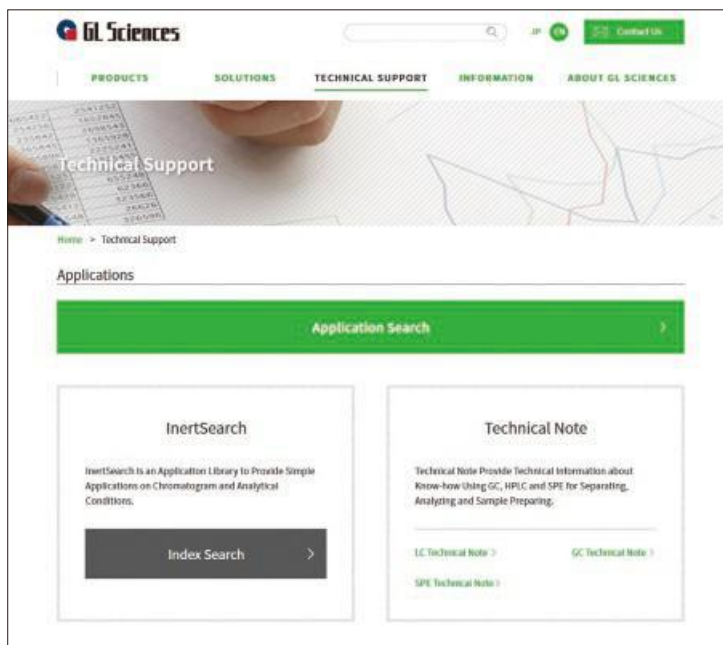 GL Sciences
JP EN Contact Us
PRODUCTS SOLUTIONS TECHNICAL SUPPORT INFORMATION ABOUT GL SCIENCES
Technical Support
Home > Technical Support
Applications
Application Search
InertSearch
InertSearch is an Application Library to Provide Simple
Applications on Chromatogram and Analytical
Conditions.
Index Search
Technical Note
Technical Note Provide Technical Information about
Know-how Using GC, HPLC and SPE for Separating,
Analyzing and Sample Preparing.
LC Technical Note > GC Technical Note >
SPE Technical Note >